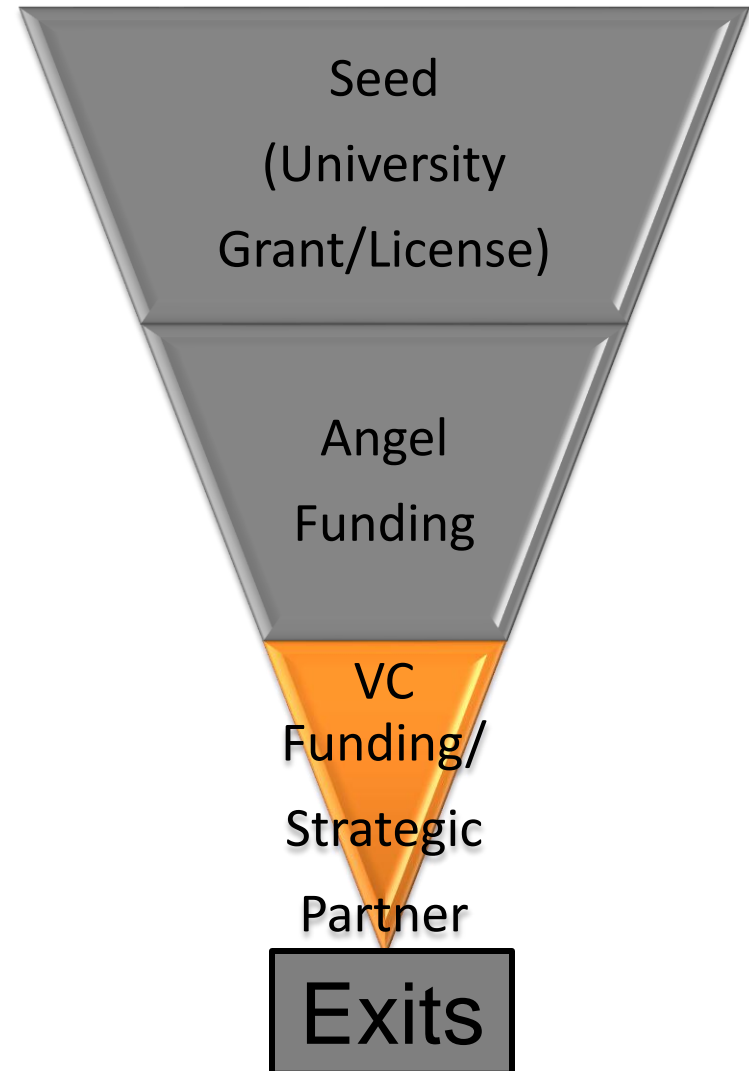 Seed
(University
Grant/License)
Angel
Funding
VC
Funding/
Strategic
Partner
Exits